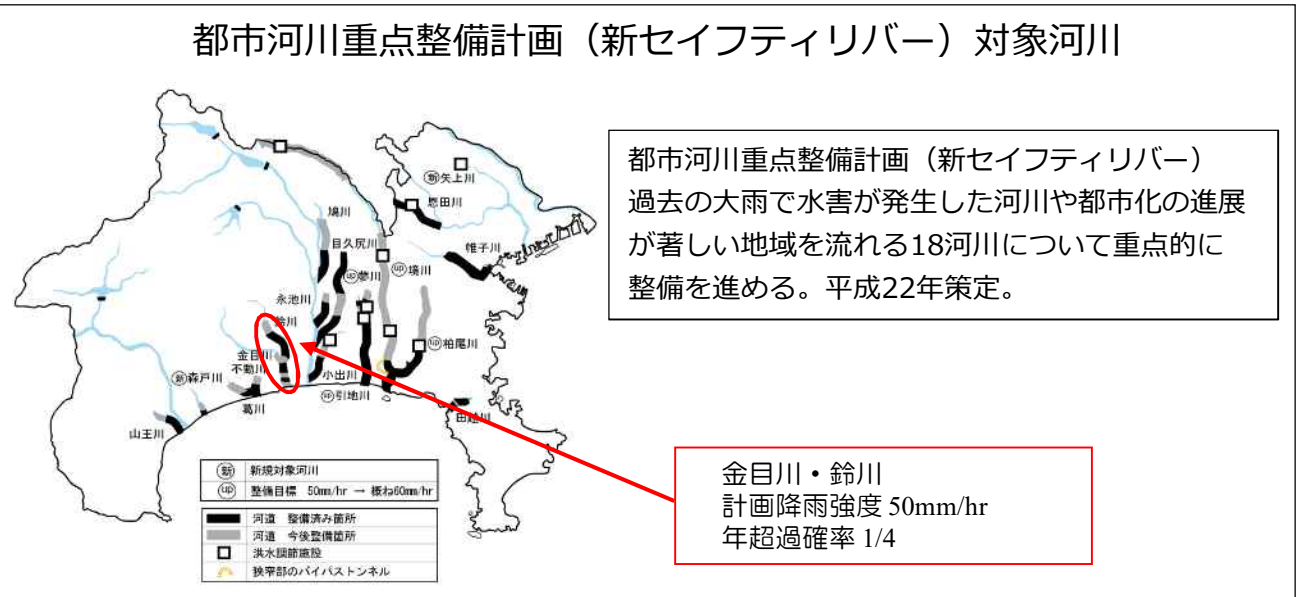 都市河川重点整備計画（新セイフティリバー）対象河川
都市河川重点整備計画（新セイフティリバー）
過去の大雨で水害が発生した河川や都市化の進展
が著しい地域を流れる18河川について重点的に
整備を進める。平成22年策定。
新 矢上川
恩田川
鳩川
目久尻川
帷子川
up 蓼川
up 境川
永池川
鈴川
up 柏尾川
金目川
不動川
新 森戸川
小出川
葛川
up 引地川
田越川
山王川
金目川・鈴川
計画降雨強度 50mm/hr
年超過確率 1/4
新 新規対象河川
up 整備目標 50mm/hr → 概ね60mm/hr
河道 整備済み箇所
河道 今後整備箇所
洪水調節施設
狭窄部のバイパストンネル